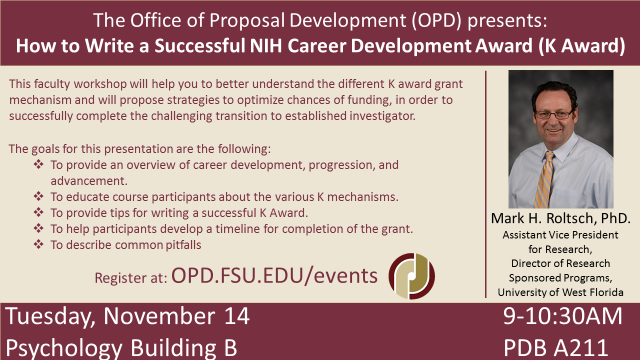 The Office of Proposal Development (OPD) presents:
How to Write a Successful NIH Career Development Award (K Award)
This faculty workshop will help you to better understand the different K award grant
mechanism and will propose strategies to optimize chances of funding, in order to
successfully complete the challenging transition to established investigator.
The goals for this presentation are the following:
❖ To provide an overview of career development, progression, and
advancement.
❖ To educate course participants about the various K mechanisms.
❖ To provide tips for writing a successful K Award.
❖ To help participants develop a timeline for completion of the grant.
❖ To describe common pitfalls
Register at: OPD.FSU.EDU/events
Mark H. Roltsch, PhD.
Assistant Vice President
for Research,
Director of Research
Sponsored Programs,
University of West Florida
Tuesday, November 14
Psychology Building B
9-10:30AM
PDB A211